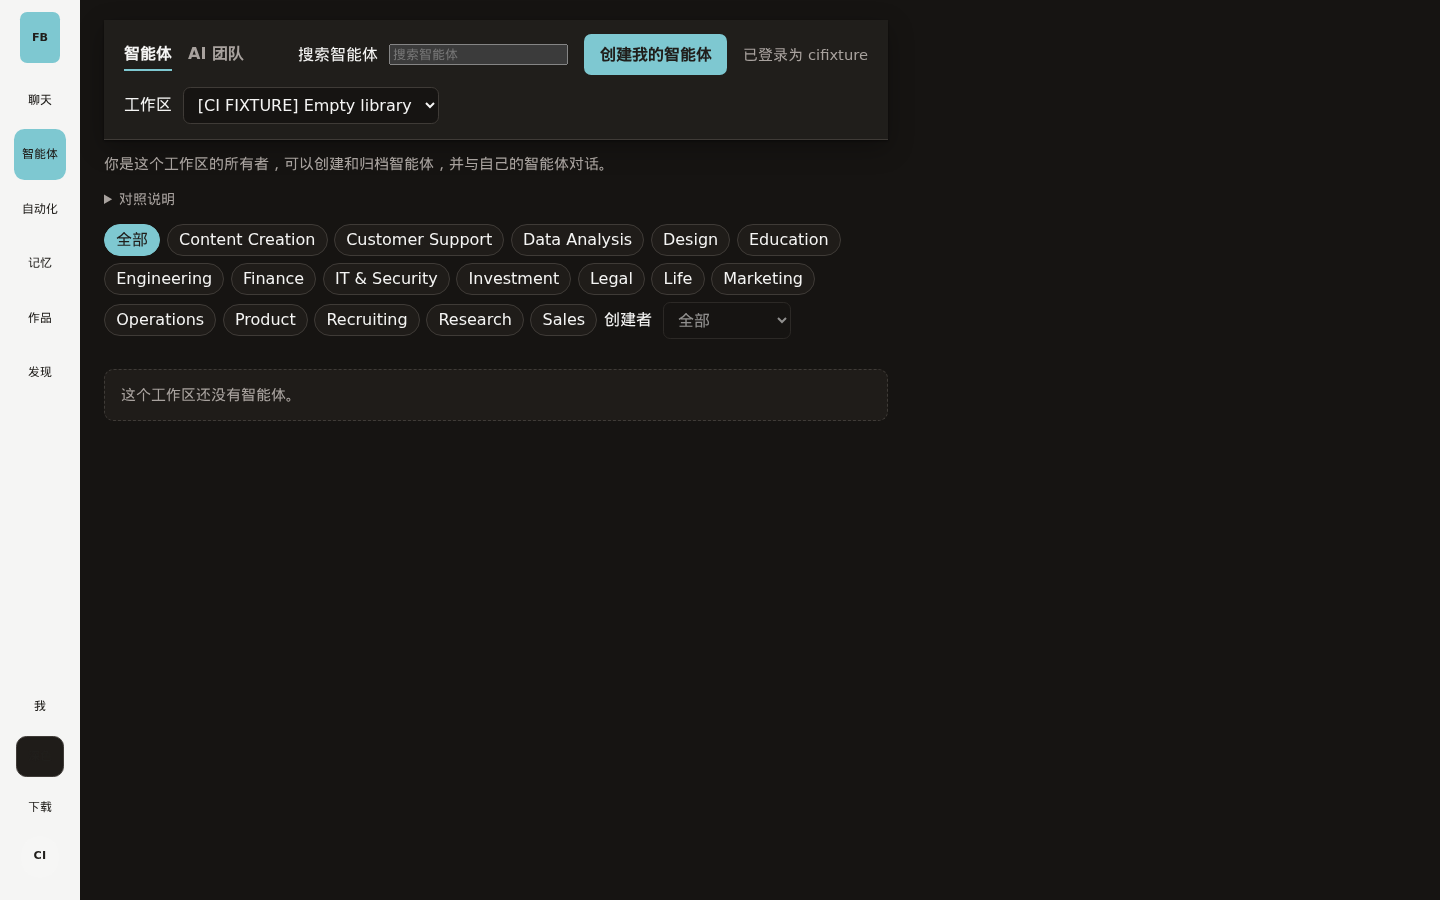 FB
聊天
智能体
自动化
记忆
作品
发现
我
下载
CI
智能体 AI 团队 搜索智能体 搜索智能体 创建我的智能体 已登录为 cifixture
工作区 [CI FIXTURE] Empty library
你是这个工作区的所有者，可以创建和归档智能体，并与自己的智能体对话。
对照说明
全部 Content Creation Customer Support Data Analysis Design Education
Engineering Finance IT & Security Investment Legal Life Marketing
Operations Product Recruiting Research Sales 创建者 全部
这个工作区还没有智能体。